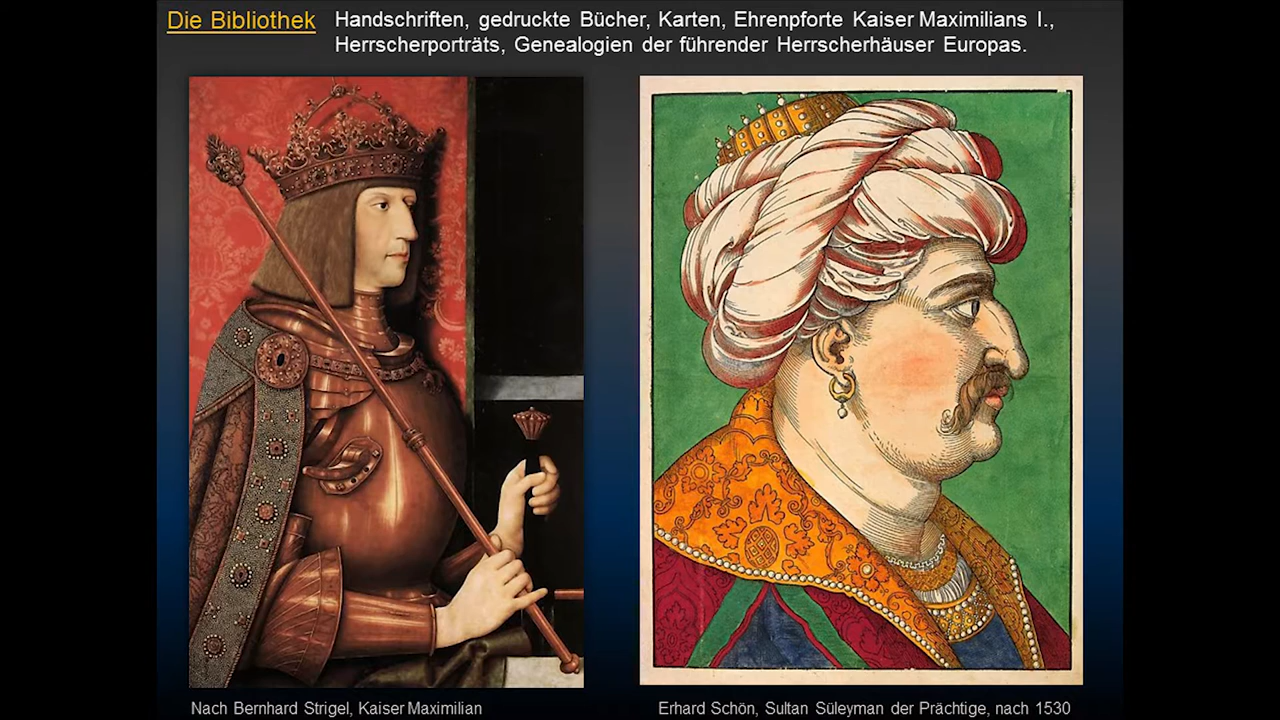 Die Bibliothek
Handschriften, gedruckte Bücher, Karten, Ehrenpforte Kaiser Maximilians I.,
Herrscherporträts, Genealogien der führender Herrscherhäuser Europas.
Nach Bernhard Strigel, Kaiser Maximilian
Erhard Schön, Sultan Süleyman der Prächtige, nach 1530